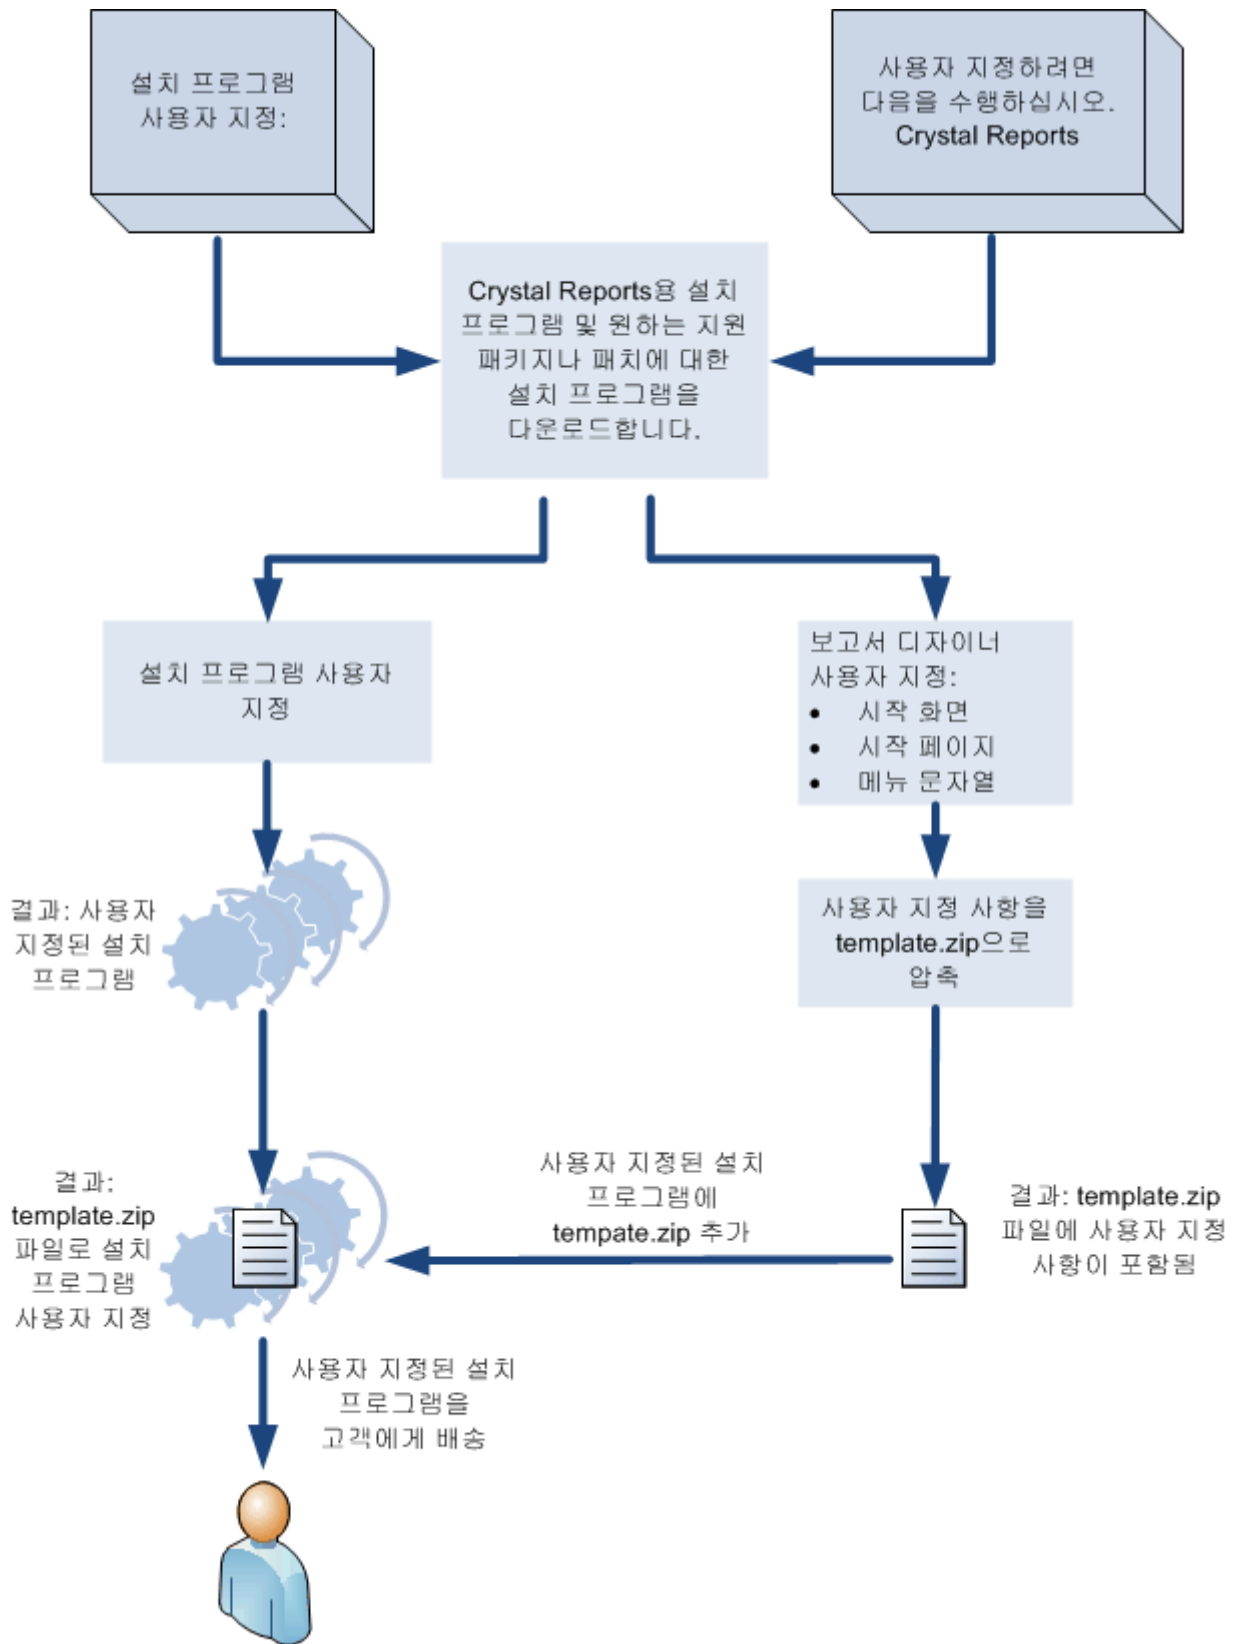 설치 프로그램
사용자 지정:
사용자 지정하려면
다음을 수행하십시오.
Crystal Reports
Crystal Reports용 설치
프로그램 및 원하는 지원
패키지나 패치에 대한
설치 프로그램을
다운로드합니다.
설치 프로그램 사용자
지정
보고서 디자이너
사용자 지정:
• 시작 화면
• 시작 페이지
• 메뉴 문자열
결과: 사용자
지정된 설치
프로그램
사용자 지정 사항을
template.zip으로
압축
결과:
template.zip
파일로 설치
프로그램
사용자 지정
사용자 지정된 설치
프로그램에
tempate.zip 추가
결과: template.zip
파일에 사용자 지정
사항이 포함됨
사용자 지정된 설치
프로그램을
고객에게 배송